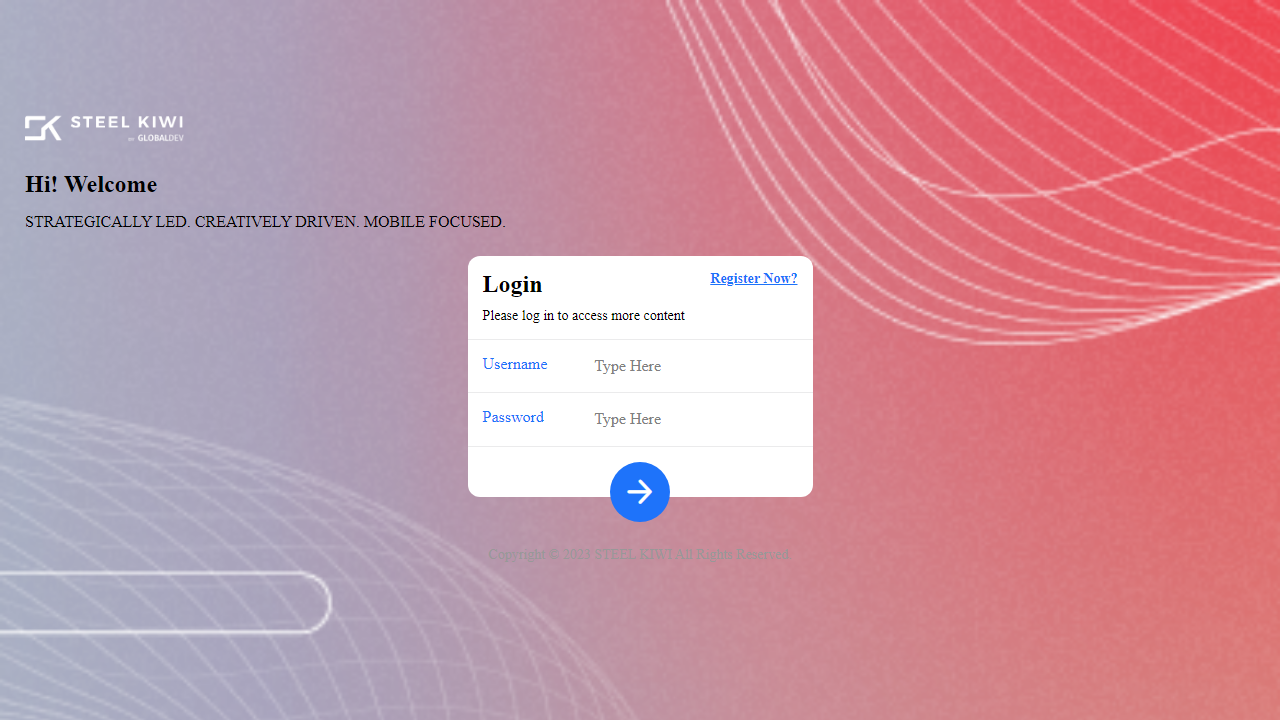 STEEL KIWI
BY GLOBALDEV
Hi! Welcome
STRATEGICALLY LED. CREATIVELY DRIVEN. MOBILE FOCUSED.
Login
Register Now?
Please log in to access more content
Username
Type Here
Password
Type Here
Copyright © 2023 STEEL KIWI All Rights Reserved.